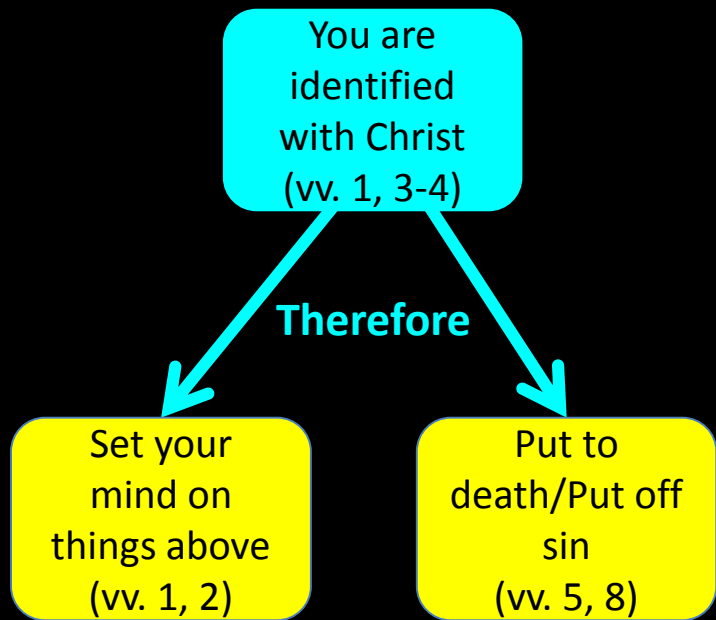 You are
identified
with Christ
(vv. 1, 3-4)
Therefore
Set your
mind on
things above
(vv. 1, 2)
Put to
death/Put off
sin
(vv. 5, 8)